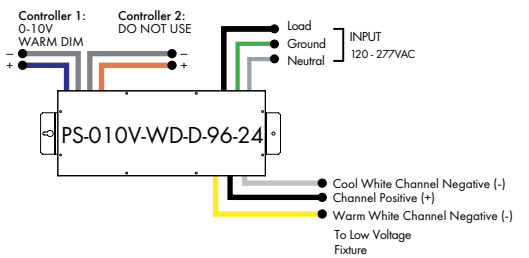 Controller 1:
0-10V
WARM DIM
Controller 2:
DO NOT USE
–
+
–
+
Load
Ground
Neutral
INPUT
120 - 277VAC
PS-010V-WD-D-96-24
Cool White Channel Negative (-)
Channel Positive (+)
Warm White Channel Negative (-)
To Low Voltage
Fixture